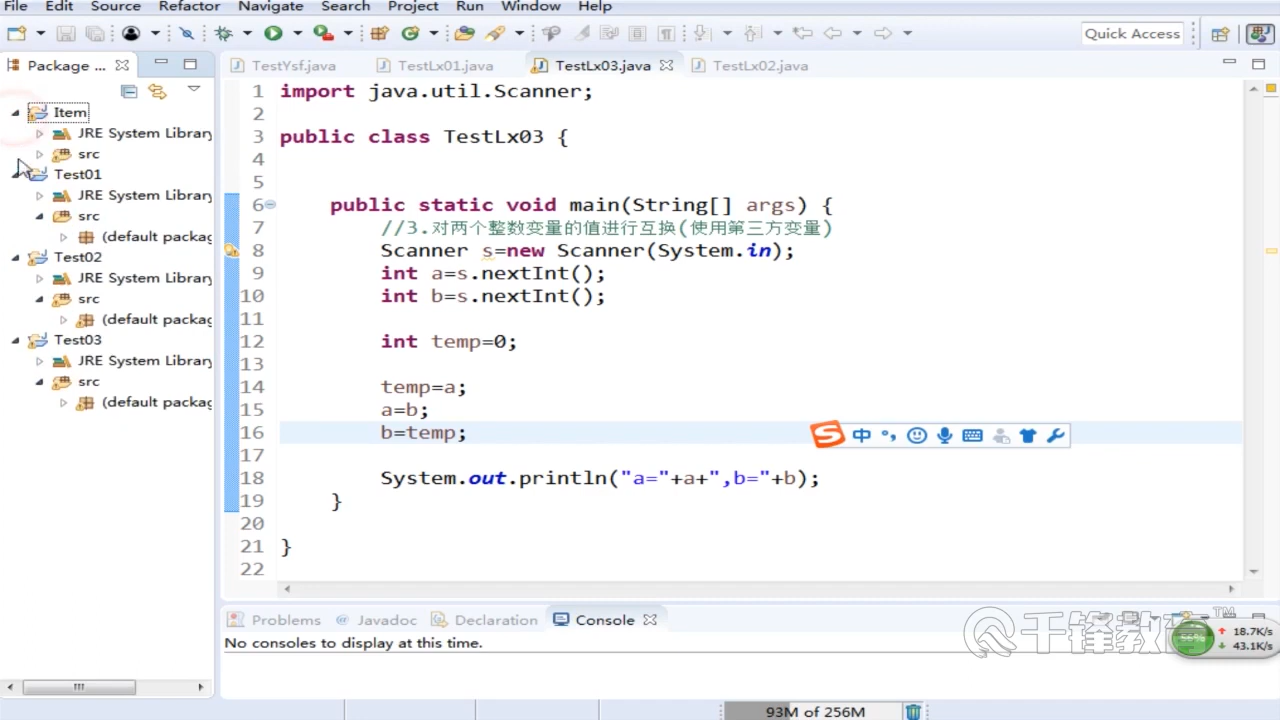 File Edit Source Refactor Navigate Search Project Run Window Help
Quick Access
Package ...
TestYsf.java TestLx01.java TestLx03.java TestLx02.java
Item
JRE System Library
src
Test01
JRE System Library
src
(default packag
Test02
JRE System Library
src
(default packag
Test03
JRE System Library
src
(default packag
1 import java.util.Scanner;
2
3 public class TestLx03 {
4
5
6 public static void main(String[] args) {
7 //3.对两个整数变量的值进行互换(使用第三方变量)
8 Scanner s=new Scanner(System.in);
9 int a=s.nextInt();
10 int b=s.nextInt();
11
12 int temp=0;
13
14 temp=a;
15 a=b;
16 b=temp;
17
18 System.out.println("a="+a+",b="+b);
19 }
20
21 }
22
中
Problems Javadoc Declaration Console
No consoles to display at this time.
千锋教育 TM
56% 18.7K/s
43.1K/s
93M of 256M